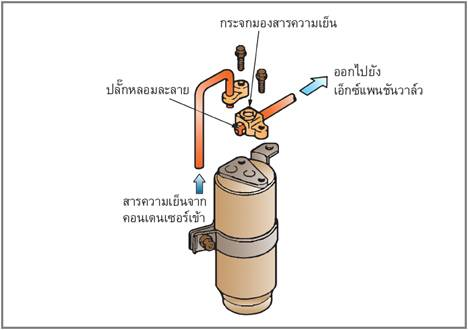 กระจกมองสารความเย็น
ออกไปยัง
เอ็กซ์แพนชันวาล์ว
ปลั๊กหลอมละลาย
สารความเย็นจาก
คอนเดนเซอร์เข้า